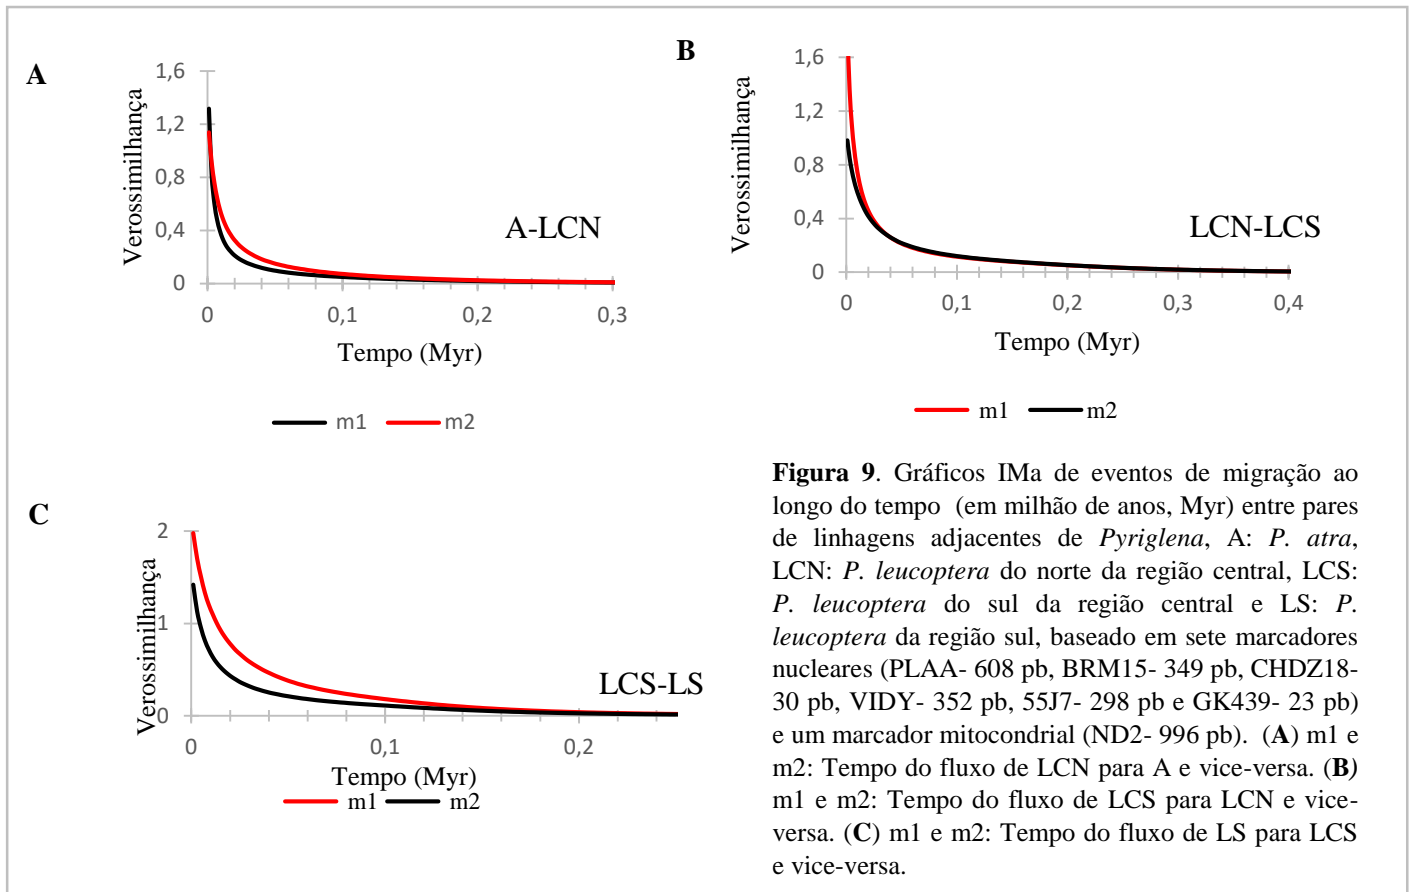 A
1,6
1,2
0,8
0,4
0
Verossimilhança
A-LCN
0
0,1
0,2
0,3
Tempo (Myr)
m1
m2
B
1,6
1,2
0,8
0,4
0
Verossimilhança
LCN-LCS
0
0,1
0,2
0,3
0,4
Tempo (Myr)
m1
m2
C
2
1
0
Verossimilhança
LCS-LS
0
0,1
0,2
Tempo (Myr)
m1
m2
Figura 9. Gráficos IMa de eventos de migração ao
longo do tempo (em milhão de anos, Myr) entre pares
de linhagens adjacentes de Pyriglena, A: P. atra,
LCN: P. leucoptera do norte da região central, LCS:
P. leucoptera do sul da região central e LS: P.
leucoptera da região sul, baseado em sete marcadores
nucleares (PLAA- 608 pb, BRM15- 349 pb, CHDZ18-
30 pb, VIDY- 352 pb, 55J7- 298 pb e GK439- 23 pb)
e um marcador mitocondrial (ND2- 996 pb). (A) m1 e
m2: Tempo do fluxo de LCN para A e vice-versa. (B)
m1 e m2: Tempo do fluxo de LCS para LCN e vice-
versa. (C) m1 e m2: Tempo do fluxo de LS para LCS
e vice-versa.